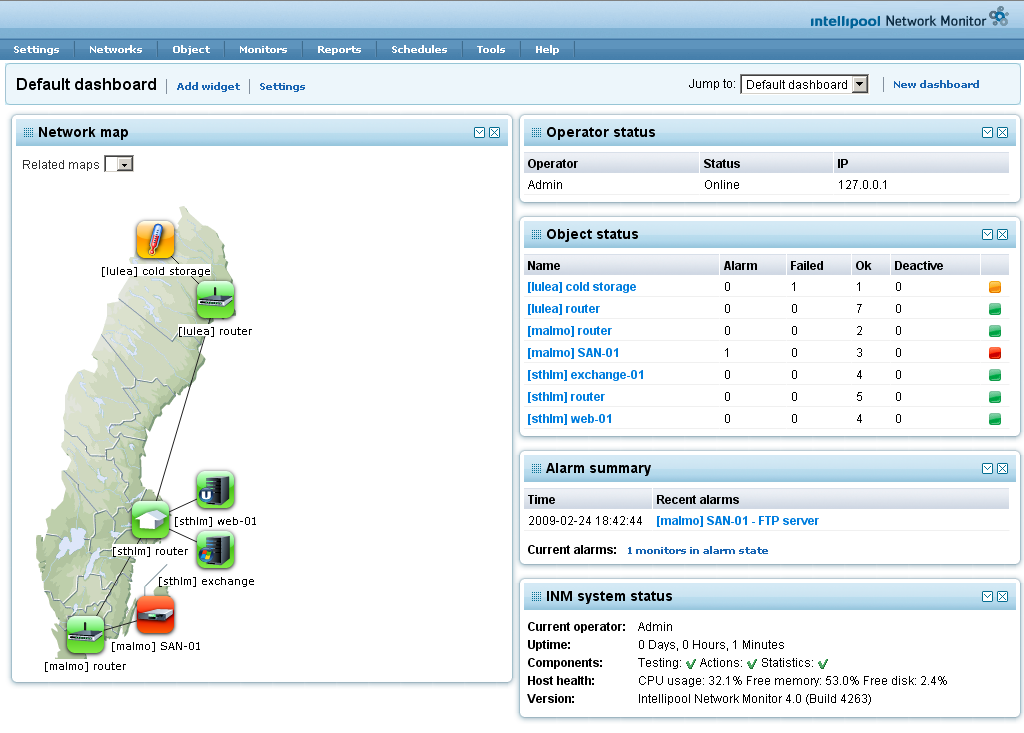 intellipool Network Monitor
Settings Networks Object Monitors Reports Schedules Tools Help
Default dashboard Add widget Settings Jump to: Default dashboard New dashboard
Network map
Related maps
[lulea] cold storage
[lulea] router
[sthlm] web-01
[sthlm] router
[sthlm] exchange
[malmo] SAN-01
[malmo] router
Operator status
Operator Status IP
Admin Online 127.0.0.1
Object status
Name Alarm Failed Ok Deactive
[lulea] cold storage 0 1 1 0
[lulea] router 0 0 7 0
[malmo] router 0 0 2 0
[malmo] SAN-01 1 0 3 0
[sthlm] exchange-01 0 0 4 0
[sthlm] router 0 0 5 0
[sthlm] web-01 0 0 4 0
Alarm summary
Time Recent alarms
2009-02-24 18:42:44 [malmo] SAN-01 - FTP server
Current alarms: 1 monitors in alarm state
INM system status
Current operator: Admin
Uptime: 0 Days, 0 Hours, 1 Minutes
Components: Testing: Actions: Statistics:
Host health: CPU usage: 32.1% Free memory: 53.0% Free disk: 2.4%
Version: Intellipool Network Monitor 4.0 (Build 4263)